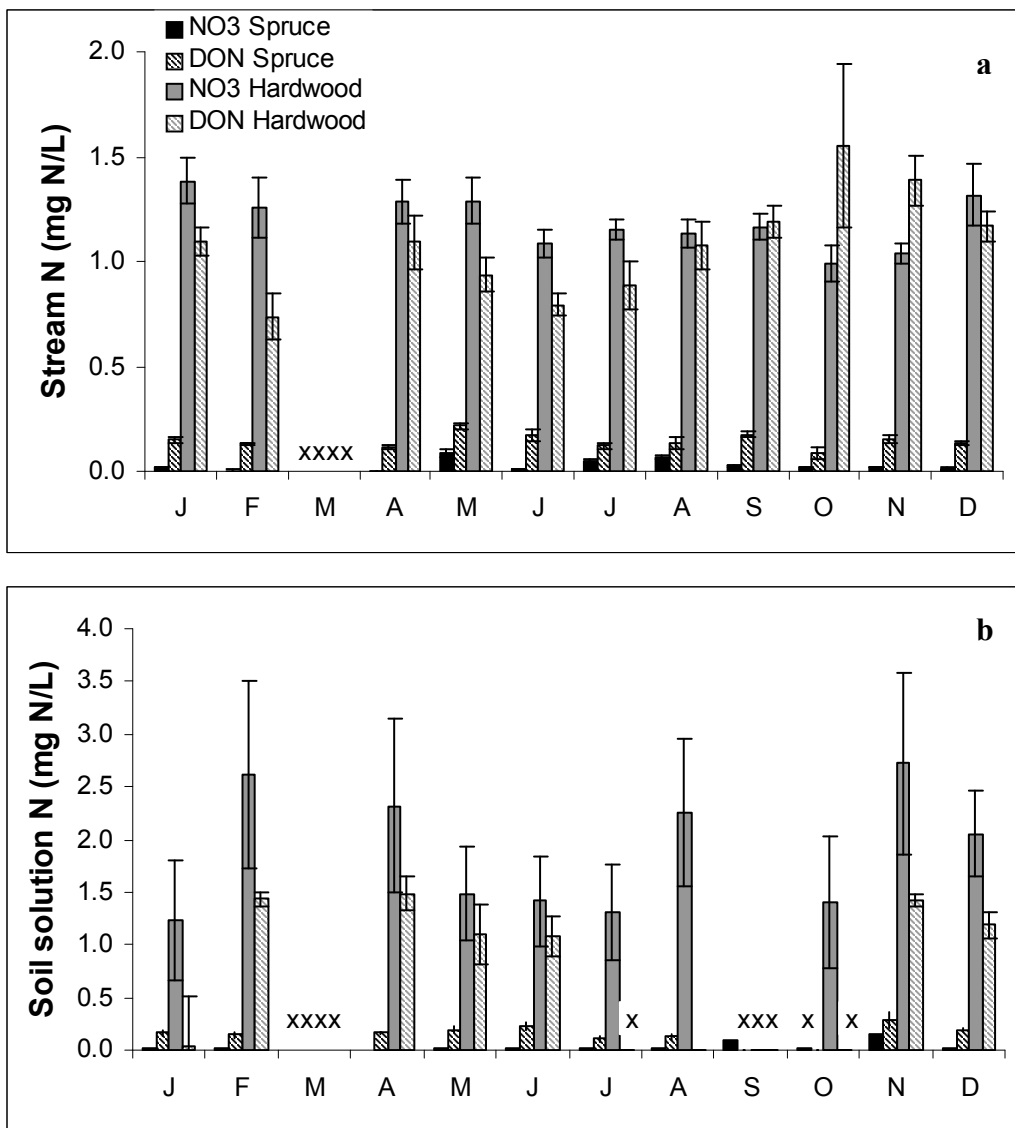 NO3 Spruce
DON Spruce
NO3 Hardwood
DON Hardwood
a
Stream N (mg N/L)
2.0
1.5
1.0
0.5
0.0
xxxx
J F M A M J J A S O N D
b
Soil solution N (mg N/L)
4.0
3.5
3.0
2.5
2.0
1.5
1.0
0.5
0.0
xxxx x xxx x x
J F M A M J J A S O N D